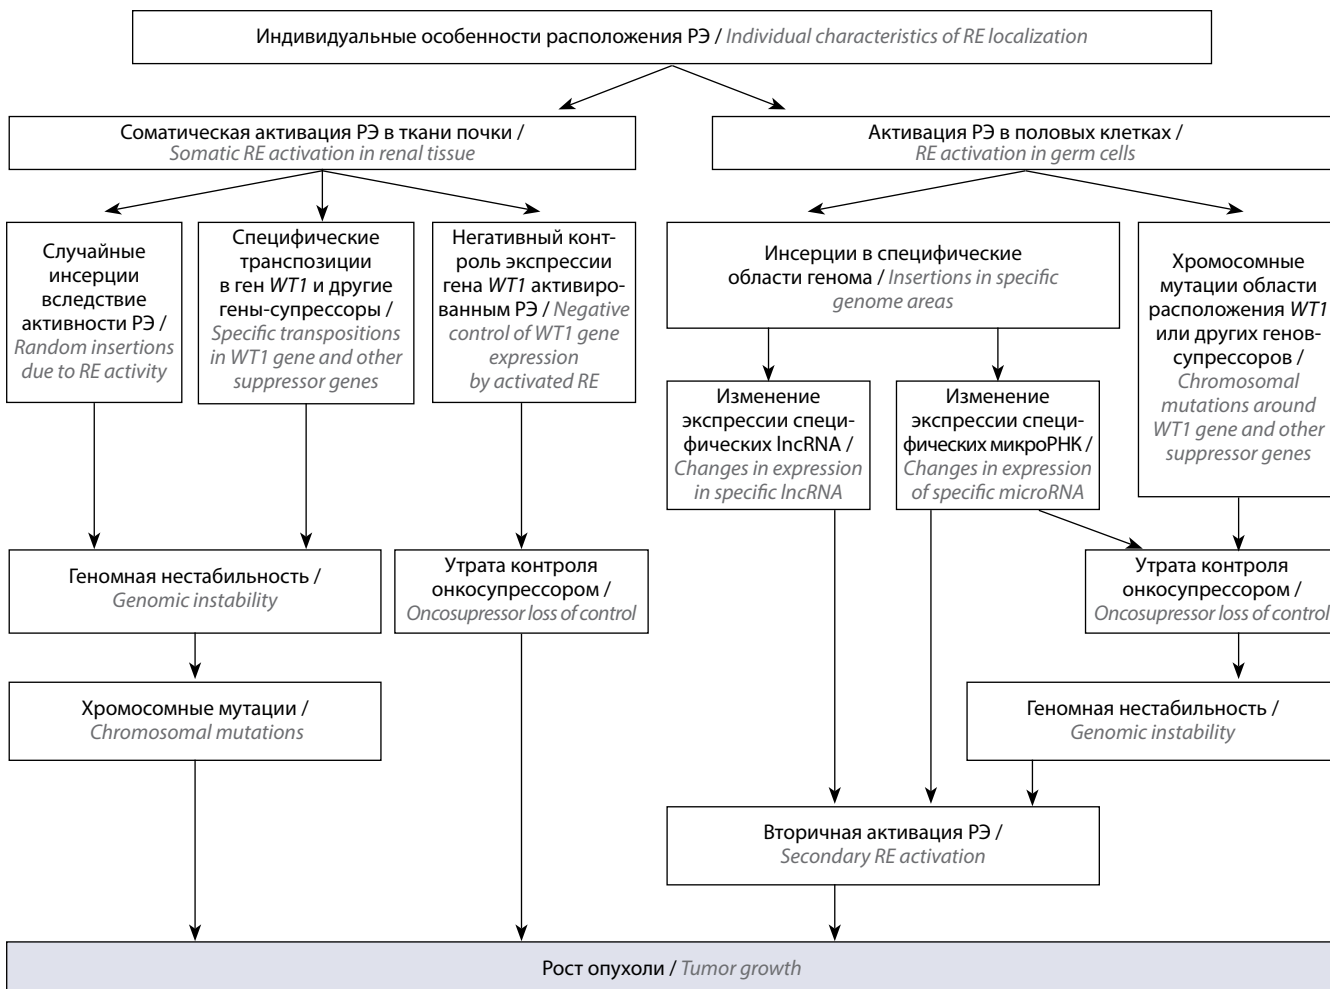 Индивидуальные особенности расположения РЭ / Individual characteristics of RE localization
Соматическая активация РЭ в ткани почки /
Somatic RE activation in renal tissue
Активация РЭ в половых клетках /
RE activation in germ cells
Случайные
инсерции
вследствие
активности РЭ /
Random insertions
due to RE activity
Специфические
транспозиции
в ген WT1 и другие
гены-супрессоры /
Specific transpositions
in WT1 gene and other
suppressor genes
Негативный конт-
роль экспрессии
гена WT1 активиро-
ванным РЭ / Negative
control of WT1 gene
expression
by activated RE
Инсерции в специфические
области генома / Insertions in specific
genome areas
Хромосомные
мутации области
расположения WT1
или других генов-
супрессоров /
Chromosomal
mutations around
WT1 gene and other
suppressor genes
Изменение
экспрессии специ-
фических lncRNA /
Changes in expression
in specific lncRNA
Изменение
экспрессии специ-
фических микроРНК /
Changes in expression
of specific microRNA
Геномная нестабильность /
Genomic instability
Утрата контроля
онкосупрессором /
Oncosupressor loss of control
Утрата контроля
онкосупрессором /
Oncosupressor loss of control
Хромосомные мутации /
Chromosomal mutations
Геномная нестабильность /
Genomic instability
Вторичная активация РЭ /
Secondary RE activation
Рост опухоли / Tumor growth